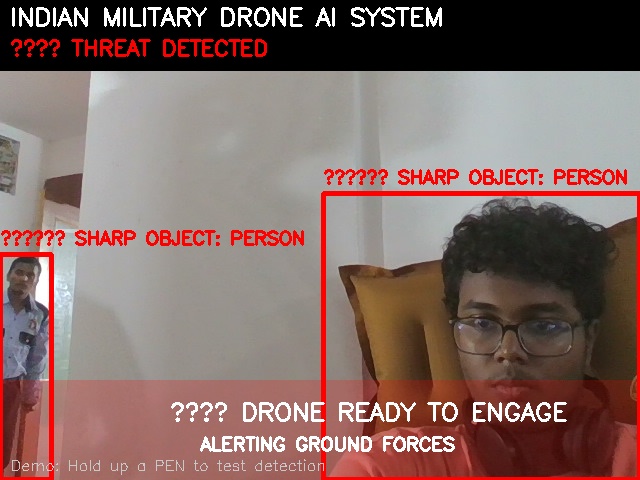 INDIAN MILITARY DRONE AI SYSTEM
???? THREAT DETECTED
?????? SHARP OBJECT: PERSON
?????? SHARP OBJECT: PERSON
???? DRONE READY TO ENGAGE
ALERTING GROUND FORCES
Demo: Hold up a PEN to test detection